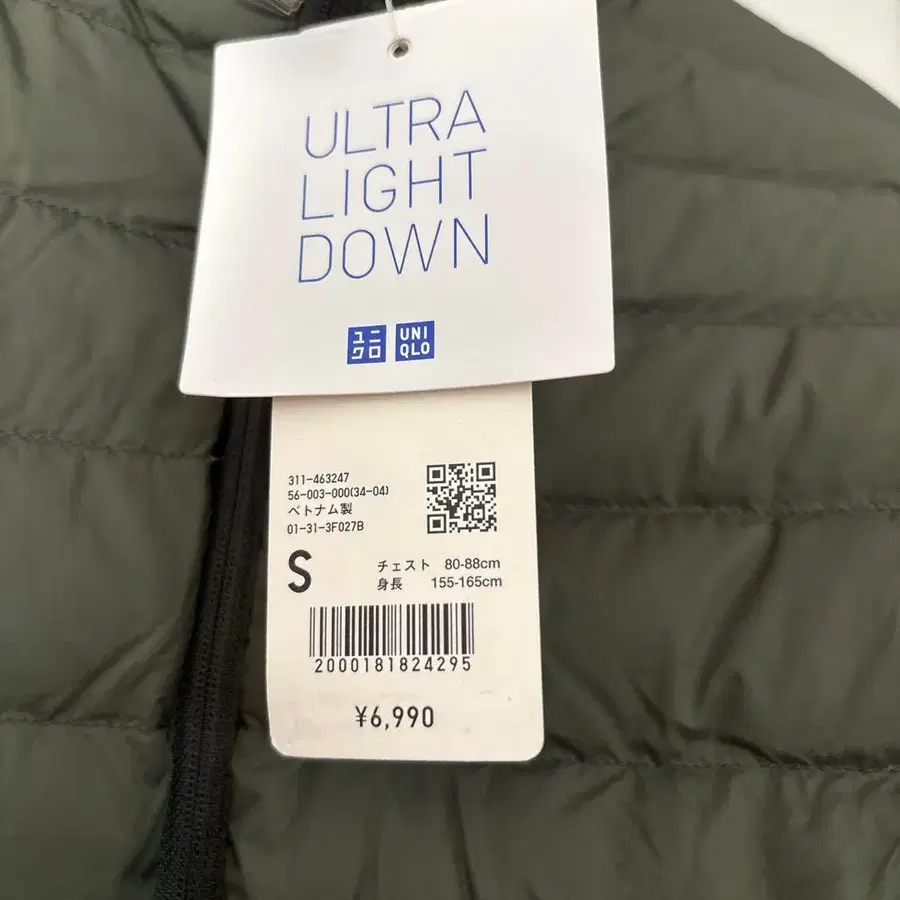 ULTRA
LIGHT
DOWN
ユニ
クロ
UNI
QLO
311-463247
56-003-000(34-04)
ベトナム製
01-31-3F027B
S
チェスト 80-88cm
身長 155-165cm
2000181824295
¥6,990